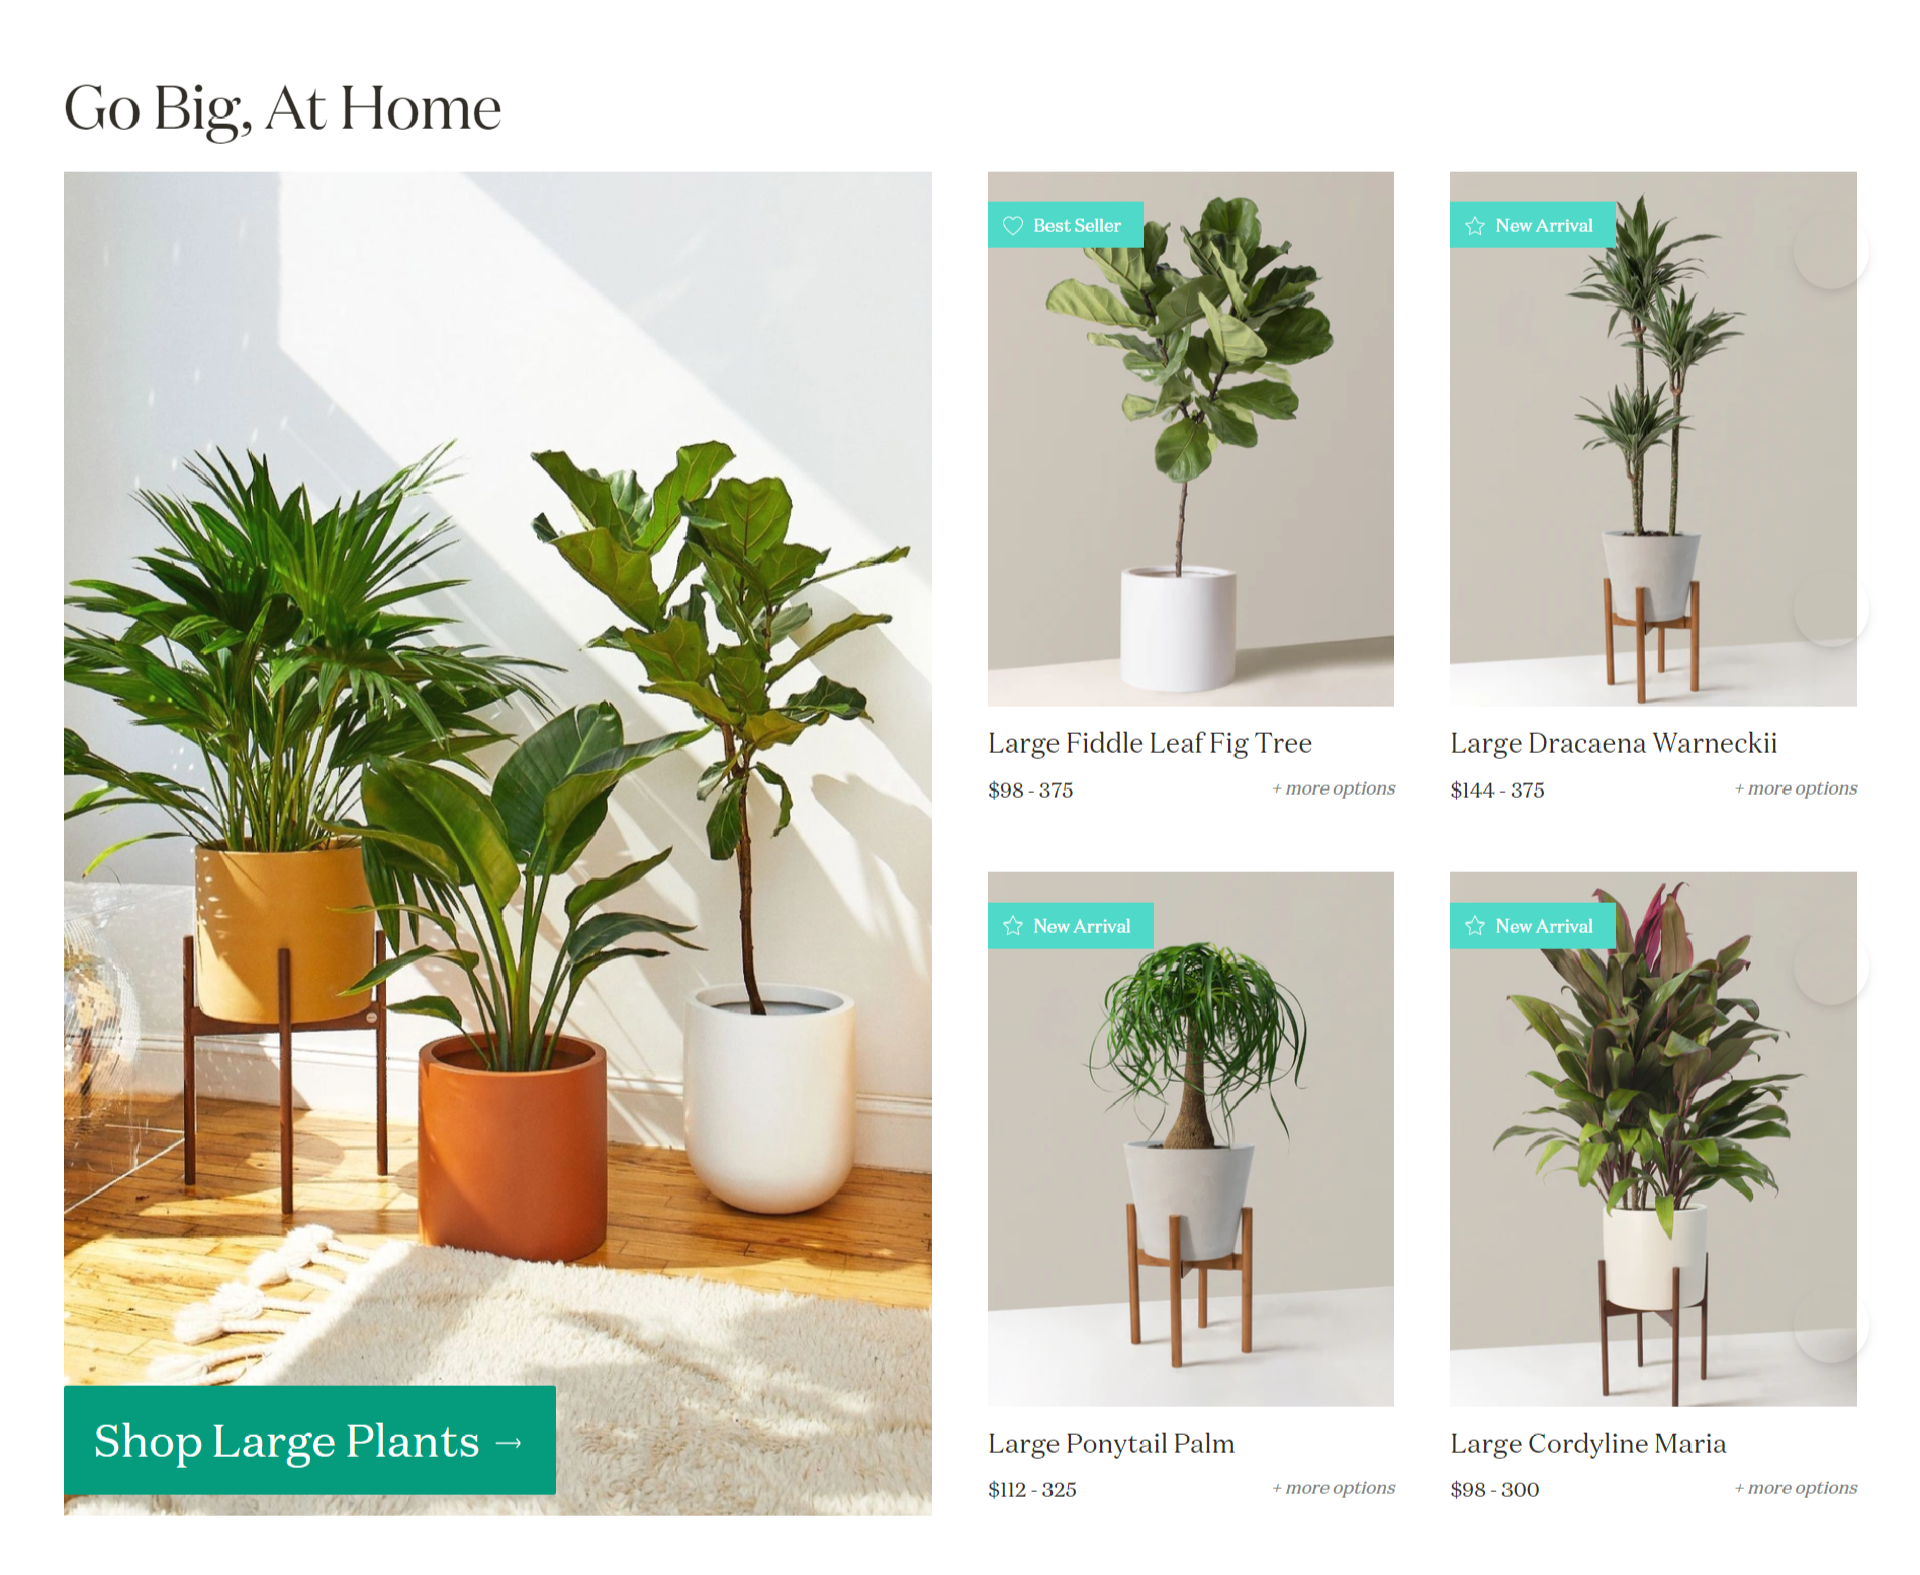 Go Big, At Home
Best Seller
Large Fiddle Leaf Fig Tree
$98 - 375
+ more options
New Arrival
Large Dracaena Warneckii
$144 - 375
+ more options
New Arrival
Large Ponytail Palm
$112 - 325
+ more options
New Arrival
Large Cordyline Maria
$98 - 300
+ more options
Shop Large Plants →